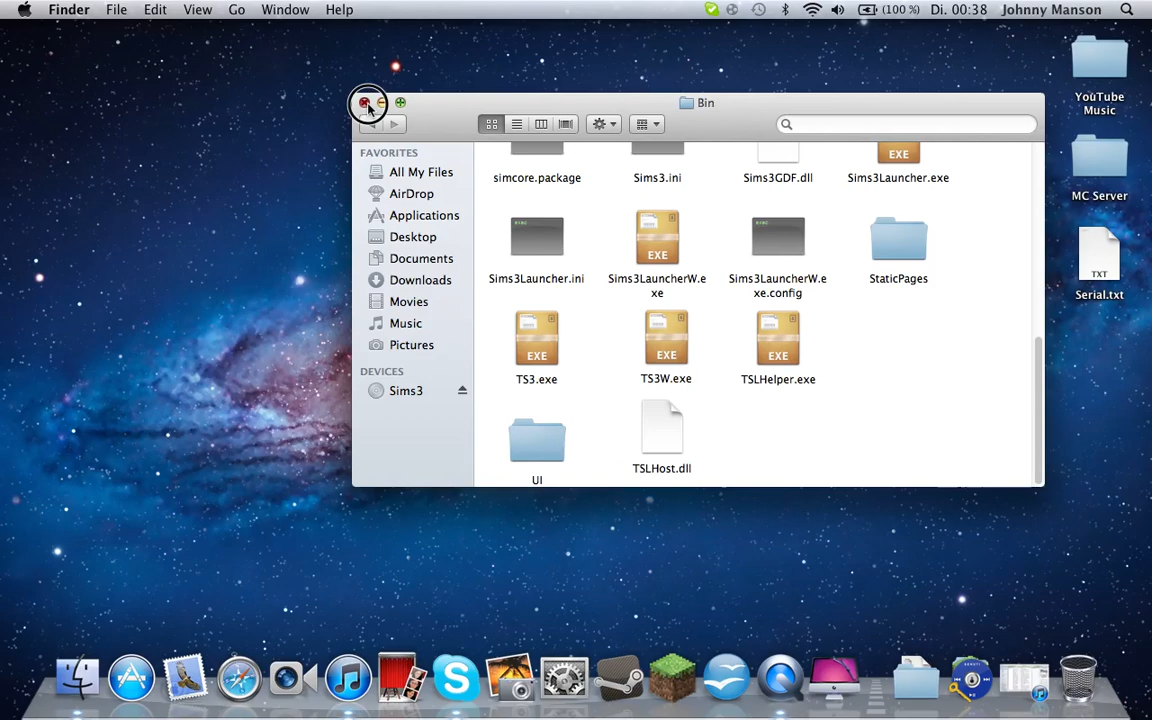 Finder File Edit View Go Window Help (100 %) Di. 00:38 Johnny Manson
Bin
FAVORITES
All My Files
AirDrop
Applications
Desktop
Documents
Downloads
Movies
Music
Pictures
DEVICES
Sims3
simcore.package Sims3.ini Sims3GDF.dll Sims3Launcher.exe
EXE
Sims3Launcher.ini Sims3LauncherW.e Sims3LauncherW.e StaticPages
xe xe.config
EXE
TS3.exe TS3W.exe TSLHelper.exe
EXE EXE EXE
UI TSLHost.dll
YouTube
Music
MC Server
TXT
Serial.txt